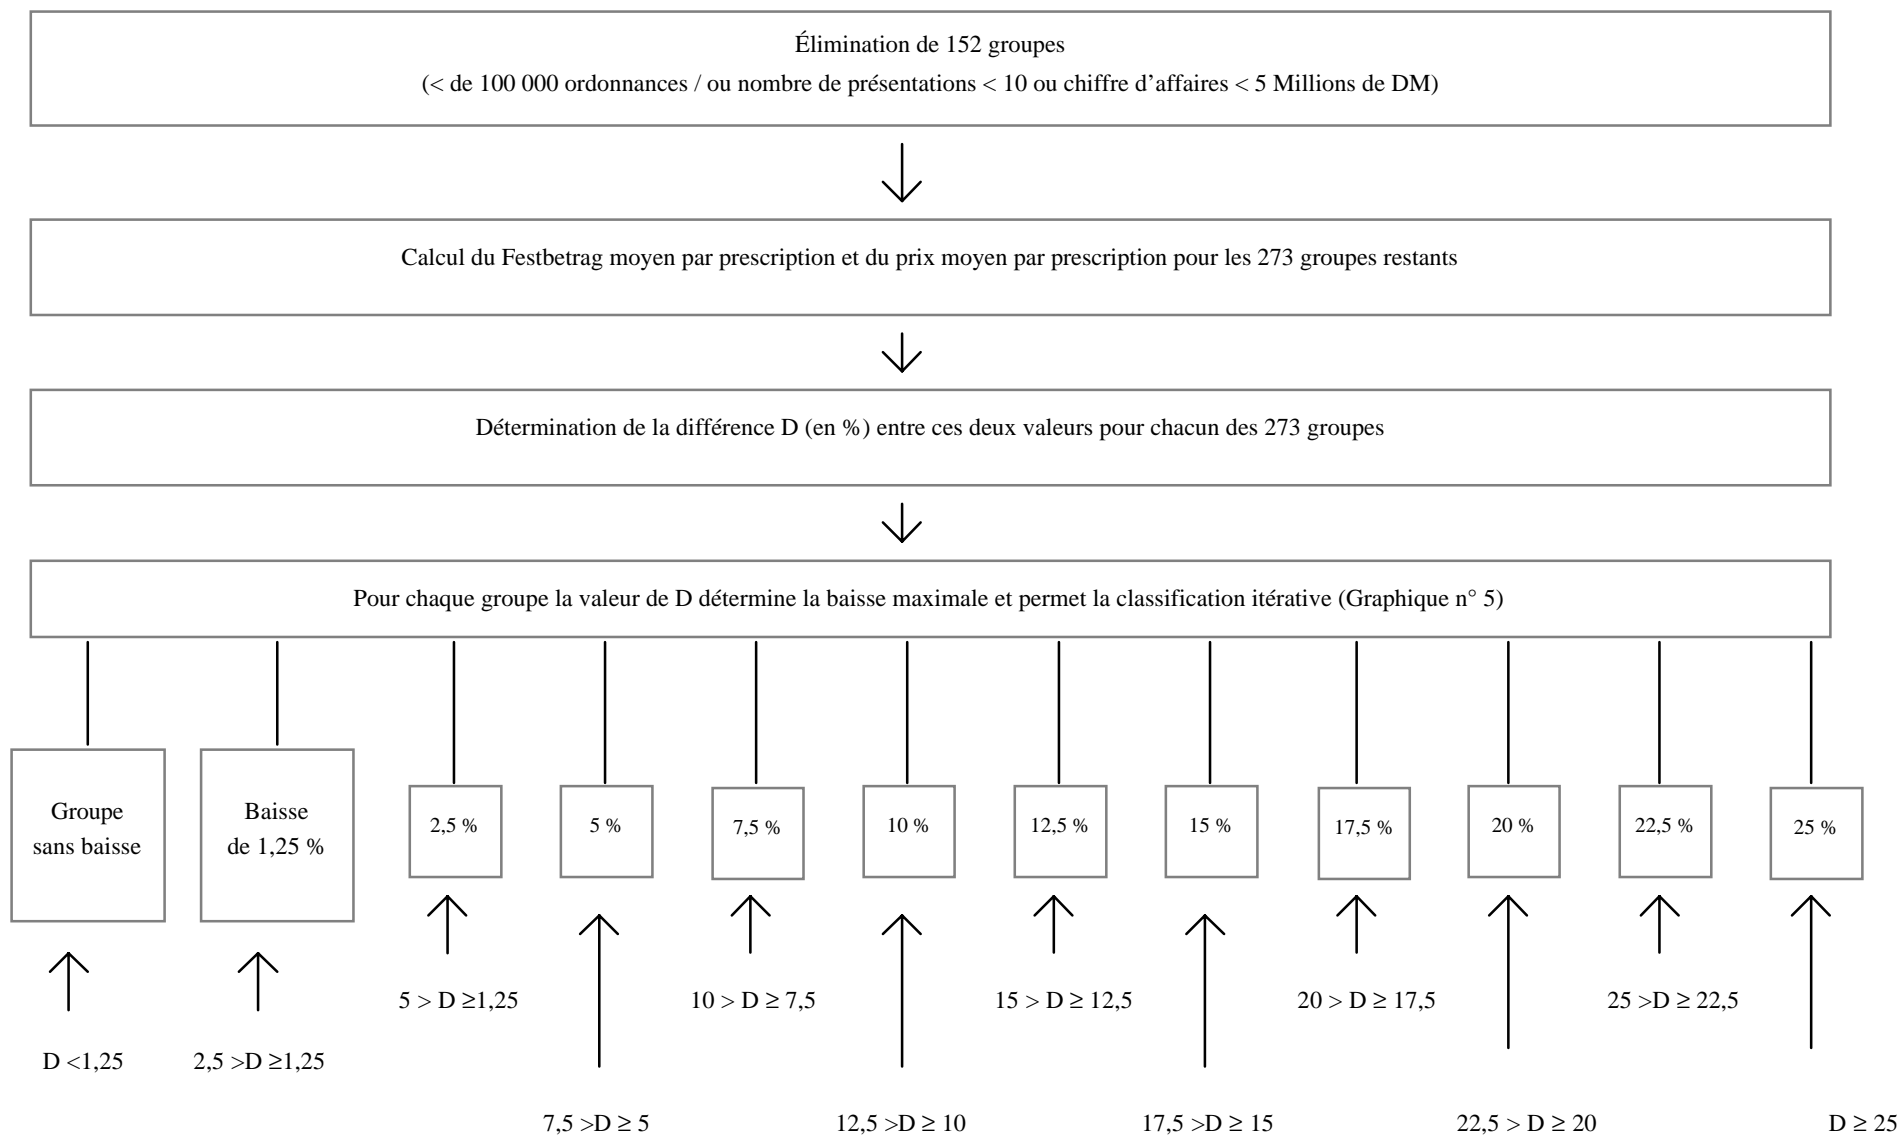 Élimination de 152 groupes
(< de 100 000 ordonnances / ou nombre de présentations < 10 ou chiffre d’affaires < 5 Millions de DM)
Calcul du Festbetrag moyen par prescription et du prix moyen par prescription pour les 273 groupes restants
Détermination de la différence D (en %) entre ces deux valeurs pour chacun des 273 groupes
Pour chaque groupe la valeur de D détermine la baisse maximale et permet la classification itérative (Graphique n° 5)
Groupe
sans baisse
Baisse
de 1,25 %
2,5 %
5 %
7,5 %
10 %
12,5 %
15 %
17,5 %
20 %
22,5 %
25 %
5 > D ≥1,25
10 > D ≥ 7,5
15 > D ≥ 12,5
20 > D ≥ 17,5
25 >D ≥ 22,5
D <1,25
2,5 >D ≥1,25
7,5 >D ≥ 5
12,5 >D ≥ 10
17,5 >D ≥ 15
22,5 > D ≥ 20
D ≥ 25